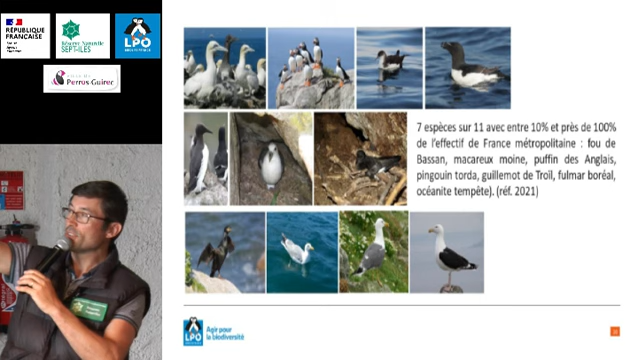 RÉPUBLIQUE
FRANÇAISE
Réserve Naturelle
SEPT-ILES
LPO
Perros-Guirec
7 espèces sur 11 avec entre 10% et près de 100%
de l'effectif de France métropolitaine : fou de
Bassan, macareux moine, puffin des Anglais,
pingouin torda, guillemot de Troïl, fulmar boréal,
océanite tempête). (réf. 2021)
LPO
Agir pour
la biodiversité